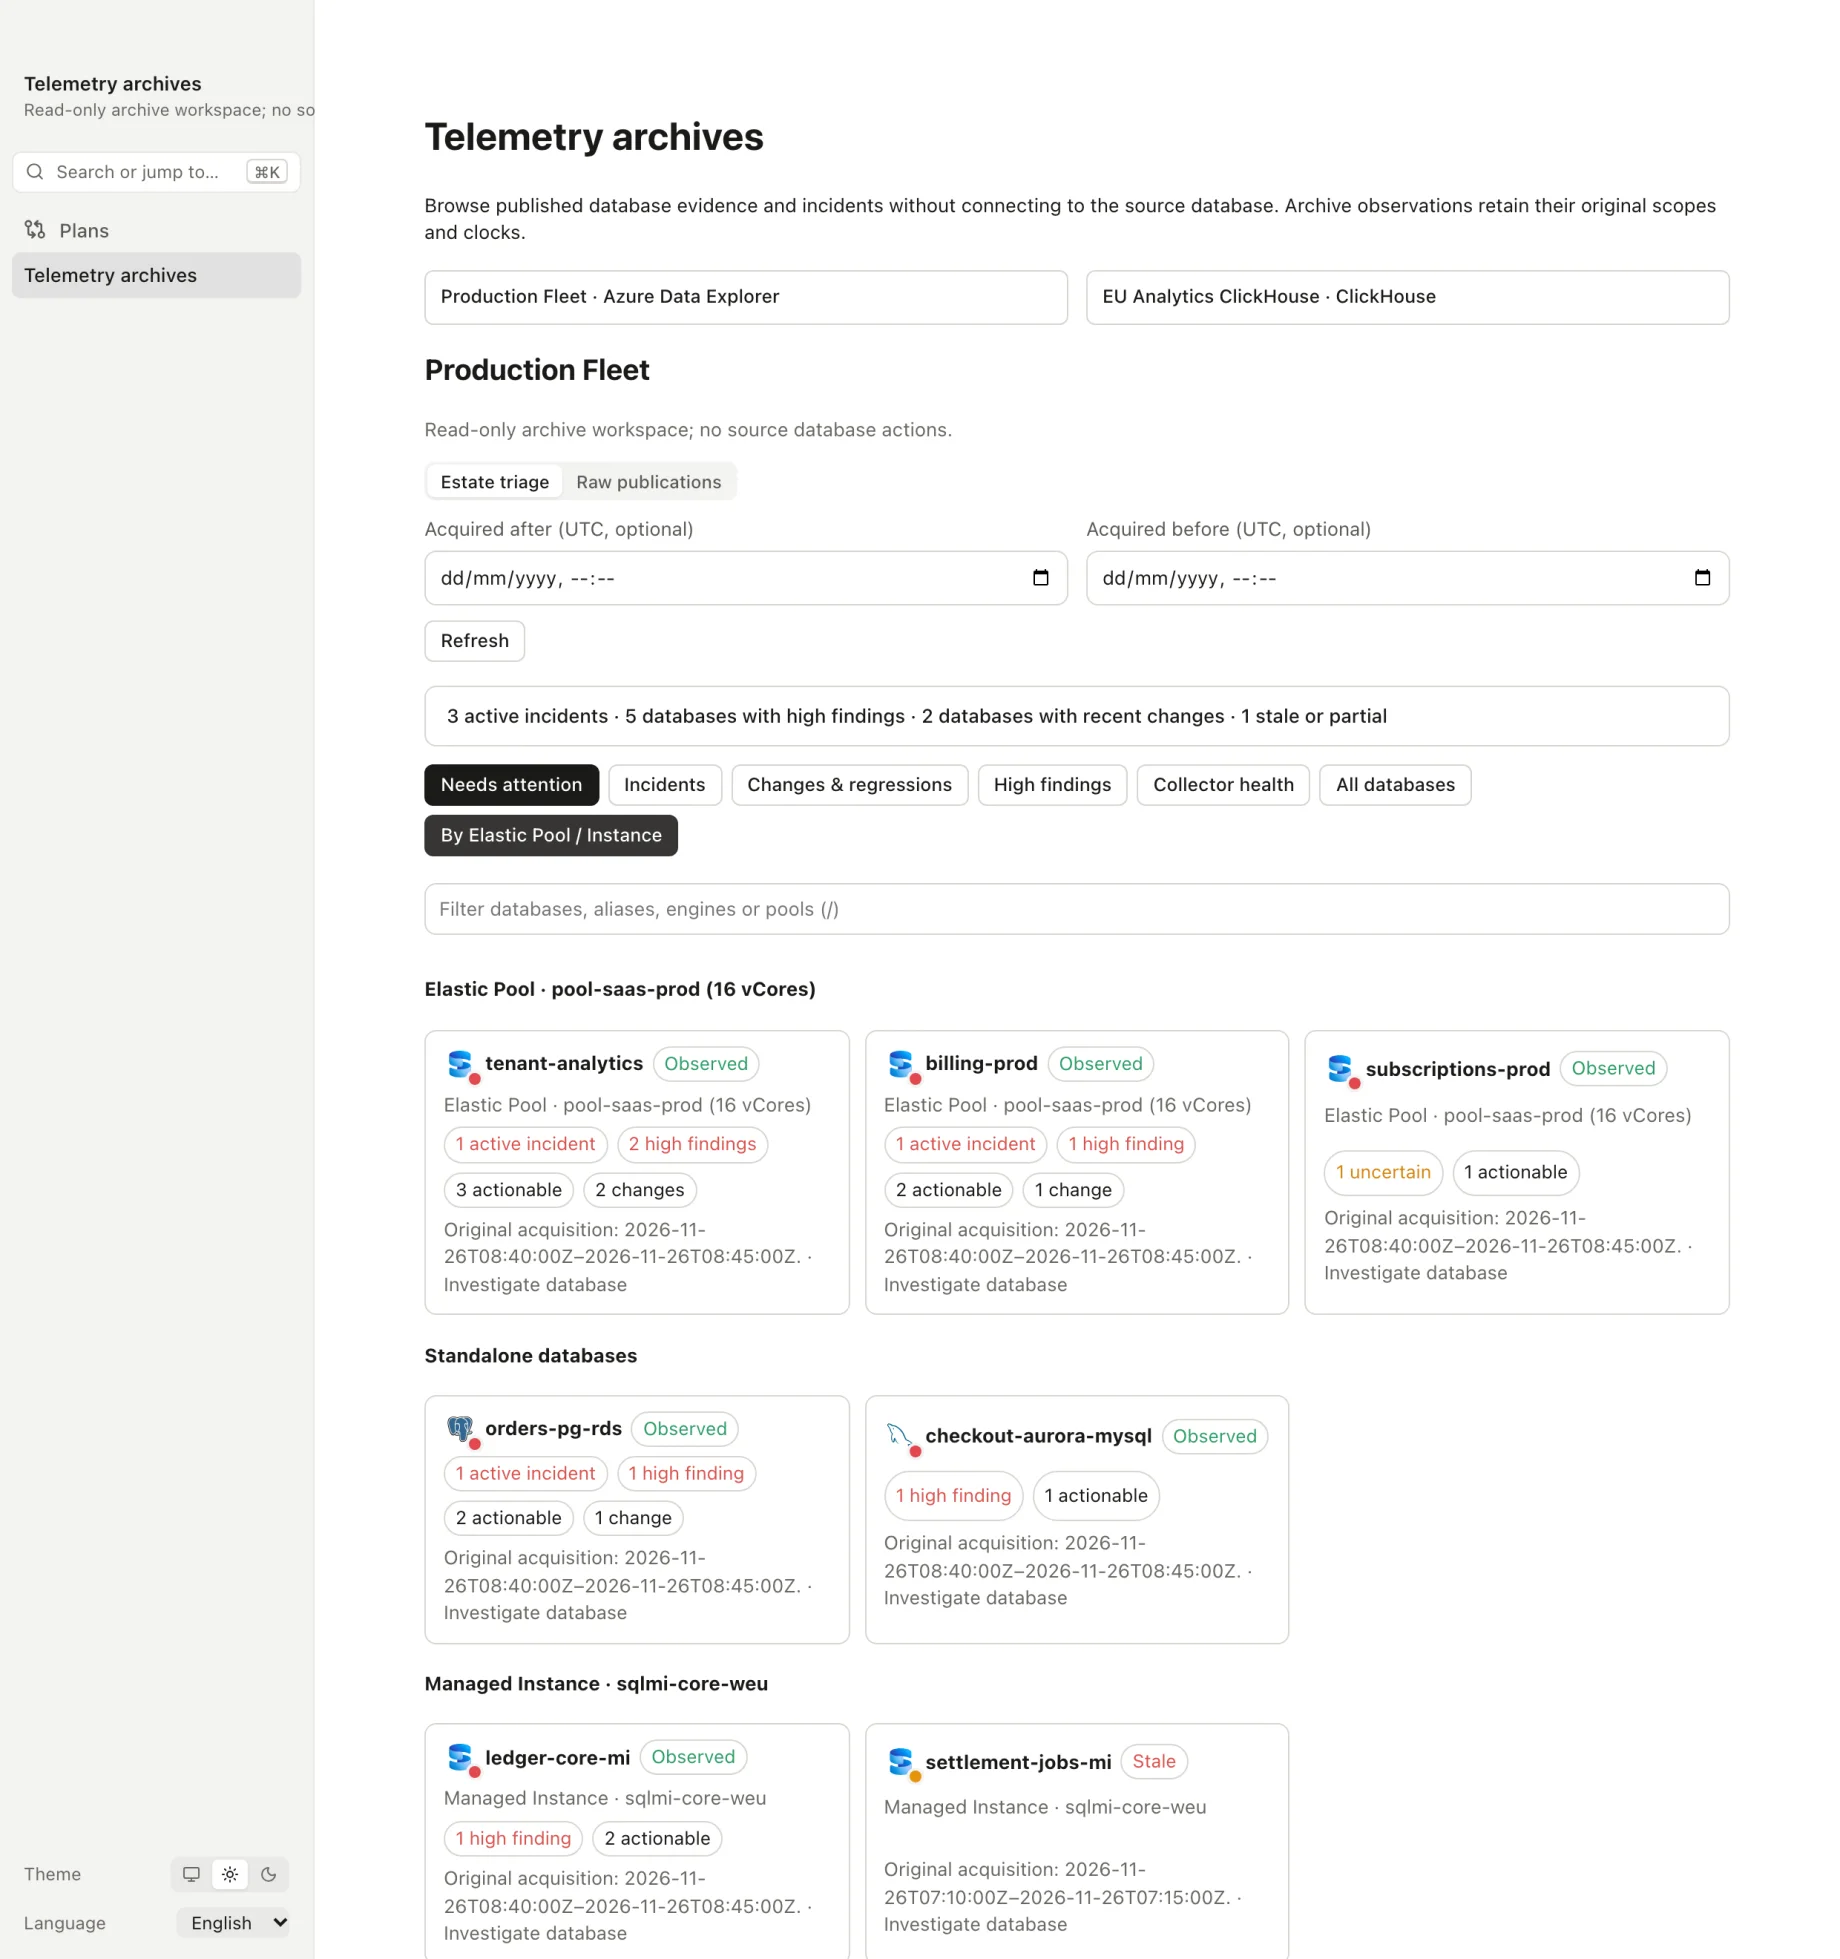 Telemetry archives
Read-only archive workspace; no so
Search or jump to... ⌘K
Plans
Telemetry archives
Theme
Language English
Telemetry archives
Browse published database evidence and incidents without connecting to the source database. Archive observations retain their original scopes
and clocks.
Production Fleet · Azure Data Explorer
EU Analytics ClickHouse · ClickHouse
Production Fleet
Read-only archive workspace; no source database actions.
Estate triage Raw publications
Acquired after (UTC, optional)
dd/mm/yyyy, --:--
Acquired before (UTC, optional)
dd/mm/yyyy, --:--
Refresh
3 active incidents · 5 databases with high findings · 2 databases with recent changes · 1 stale or partial
Needs attention Incidents Changes & regressions High findings Collector health All databases
By Elastic Pool / Instance
Filter databases, aliases, engines or pools (/)
Elastic Pool · pool-saas-prod (16 vCores)
tenant-analytics Observed
Elastic Pool · pool-saas-prod (16 vCores)
1 active incident 2 high findings
3 actionable 2 changes
Original acquisition: 2026-11-
26T08:40:00Z–2026-11-26T08:45:00Z. ·
Investigate database
billing-prod Observed
Elastic Pool · pool-saas-prod (16 vCores)
1 active incident 1 high finding
2 actionable 1 change
Original acquisition: 2026-11-
26T08:40:00Z–2026-11-26T08:45:00Z. ·
Investigate database
subscriptions-prod Observed
Elastic Pool · pool-saas-prod (16 vCores)
1 uncertain 1 actionable
Original acquisition: 2026-11-
26T08:40:00Z–2026-11-26T08:45:00Z. ·
Investigate database
Standalone databases
orders-pg-rds Observed
1 active incident 1 high finding
2 actionable 1 change
Original acquisition: 2026-11-
26T08:40:00Z–2026-11-26T08:45:00Z. ·
Investigate database
checkout-aurora-mysql Observed
1 high finding 1 actionable
Original acquisition: 2026-11-
26T08:40:00Z–2026-11-26T08:45:00Z. ·
Investigate database
Managed Instance · sqlmi-core-weu
ledger-core-mi Observed
Managed Instance · sqlmi-core-weu
1 high finding 2 actionable
Original acquisition: 2026-11-
26T08:40:00Z–2026-11-26T08:45:00Z. ·
Investigate database
settlement-jobs-mi Stale
Managed Instance · sqlmi-core-weu
Original acquisition: 2026-11-
26T07:10:00Z–2026-11-26T07:15:00Z. ·
Investigate database